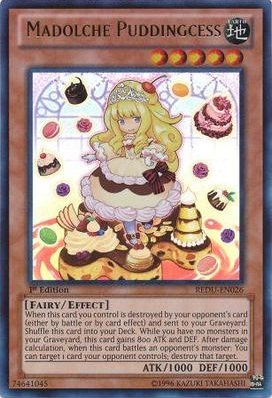 MADOLCHE PUDDINGCESS
EARTH
地
1st Edition
REDU-EN026
[FAIRY/EFFECT]
When this card you control is destroyed by your opponent's card
(either by battle or by card effect) and sent to your Graveyard:
Shuffle this card into your Deck. While you have no monsters in
your Graveyard, this card gains 800 ATK and DEF. After damage
calculation, when this card battles an opponent's monster: You
can target 1 card your opponent controls; destroy that target.
ATK/1000 DEF/1000
74641045
©1996 KAZUKI TAKAHASHI